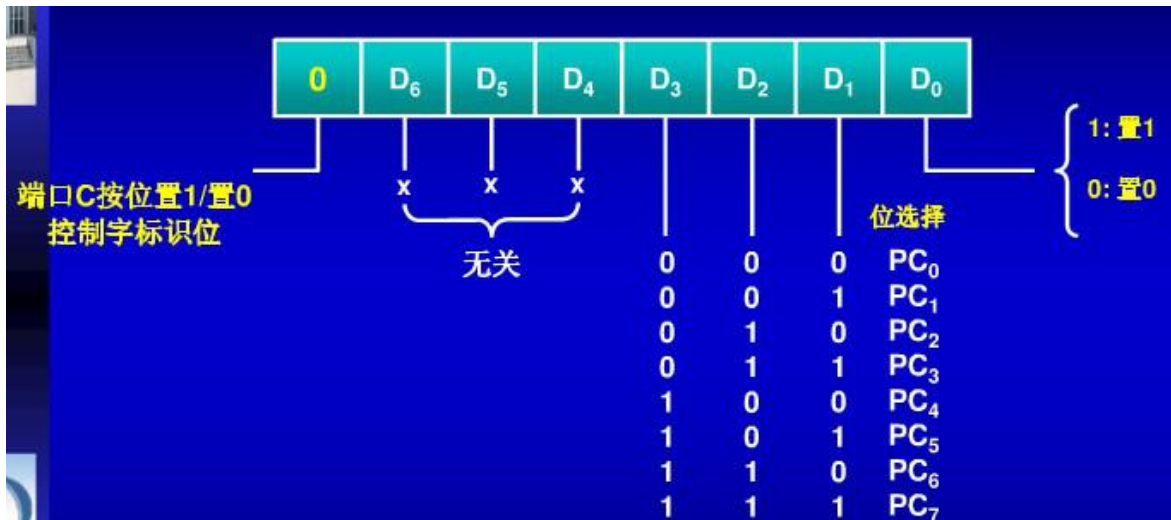 0 D₆ D₅ D₄ D₃ D₂ D₁ D₀
1: 置1
0: 置0
端口C按位置1/置0
控制字标识位
x x x
无关
位选择
0 0 0 PC₀
0 0 1 PC₁
0 1 0 PC₂
0 1 1 PC₃
1 0 0 PC₄
1 0 1 PC₅
1 1 0 PC₆
1 1 1 PC₇